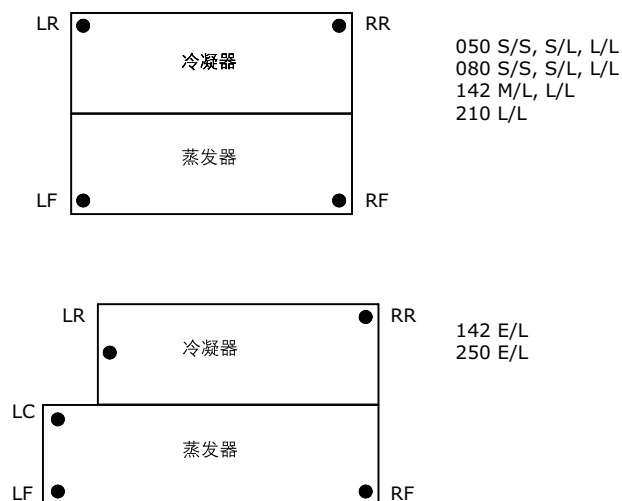 LR
RR
冷凝器
050 S/S, S/L, L/L
080 S/S, S/L, L/L
142 M/L, L/L
210 L/L
蒸发器
LF
RF
LR
RR
冷凝器
142 E/L
250 E/L
LC
蒸发器
LF
RF